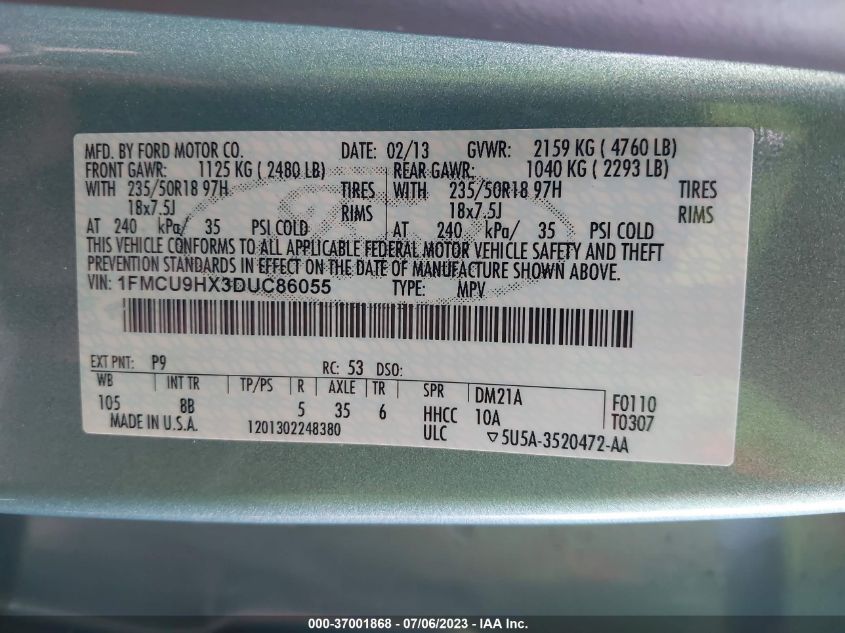 MFD. BY FORD MOTOR CO. DATE: 02/13 GVWR: 2159 KG ( 4760 LB)
FRONT GAWR: 1125 KG ( 2480 LB) REAR GAWR: 1040 KG ( 2293 LB)
WITH 235/50R18 97H TIRES WITH 235/50R18 97H TIRES
18x7.5J RIMS 18x7.5J RIMS
AT 240 kPa/ 35 PSI COLD AT 240 kPa/ 35 PSI COLD
THIS VEHICLE CONFORMS TO ALL APPLICABLE FEDERAL MOTOR VEHICLE SAFETY AND THEFT
PREVENTION STANDARDS IN EFFECT ON THE DATE OF MANUFACTURE SHOWN ABOVE.
VIN: 1FMCU9HX3DUC86055 TYPE: MPV
EXT PNT: P9 RC: 53 DSO:
WB INT TR TP/PS R AXLE TR SPR DM21A F0110
105 8B 5 35 6 HHCC 10A T0307
MADE IN U.S.A. 1201302248380 ULC ▽5U5A-3520472-AA
000-37001868 - 07/06/2023 - IAA Inc.